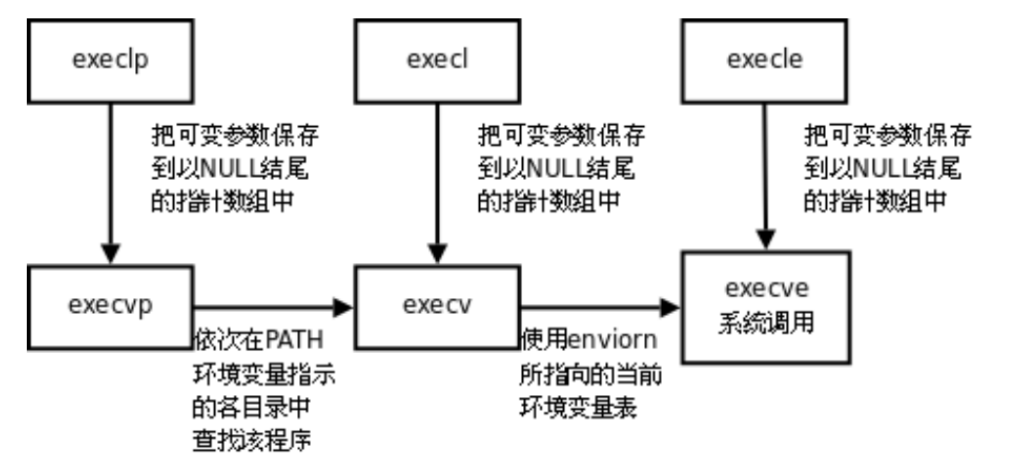 execlp
execl
execle
把可变参数保存
到以NULL结尾
的指针数组中
把可变参数保存
到以NULL结尾
的指针数组中
把可变参数保存
到以NULL结尾
的指针数组中
execvp
execv
execve
系统调用
依次在PATH
环境变量指示
的各目录中
查找该程序
使用enviorn
所指向的当前
环境变量表